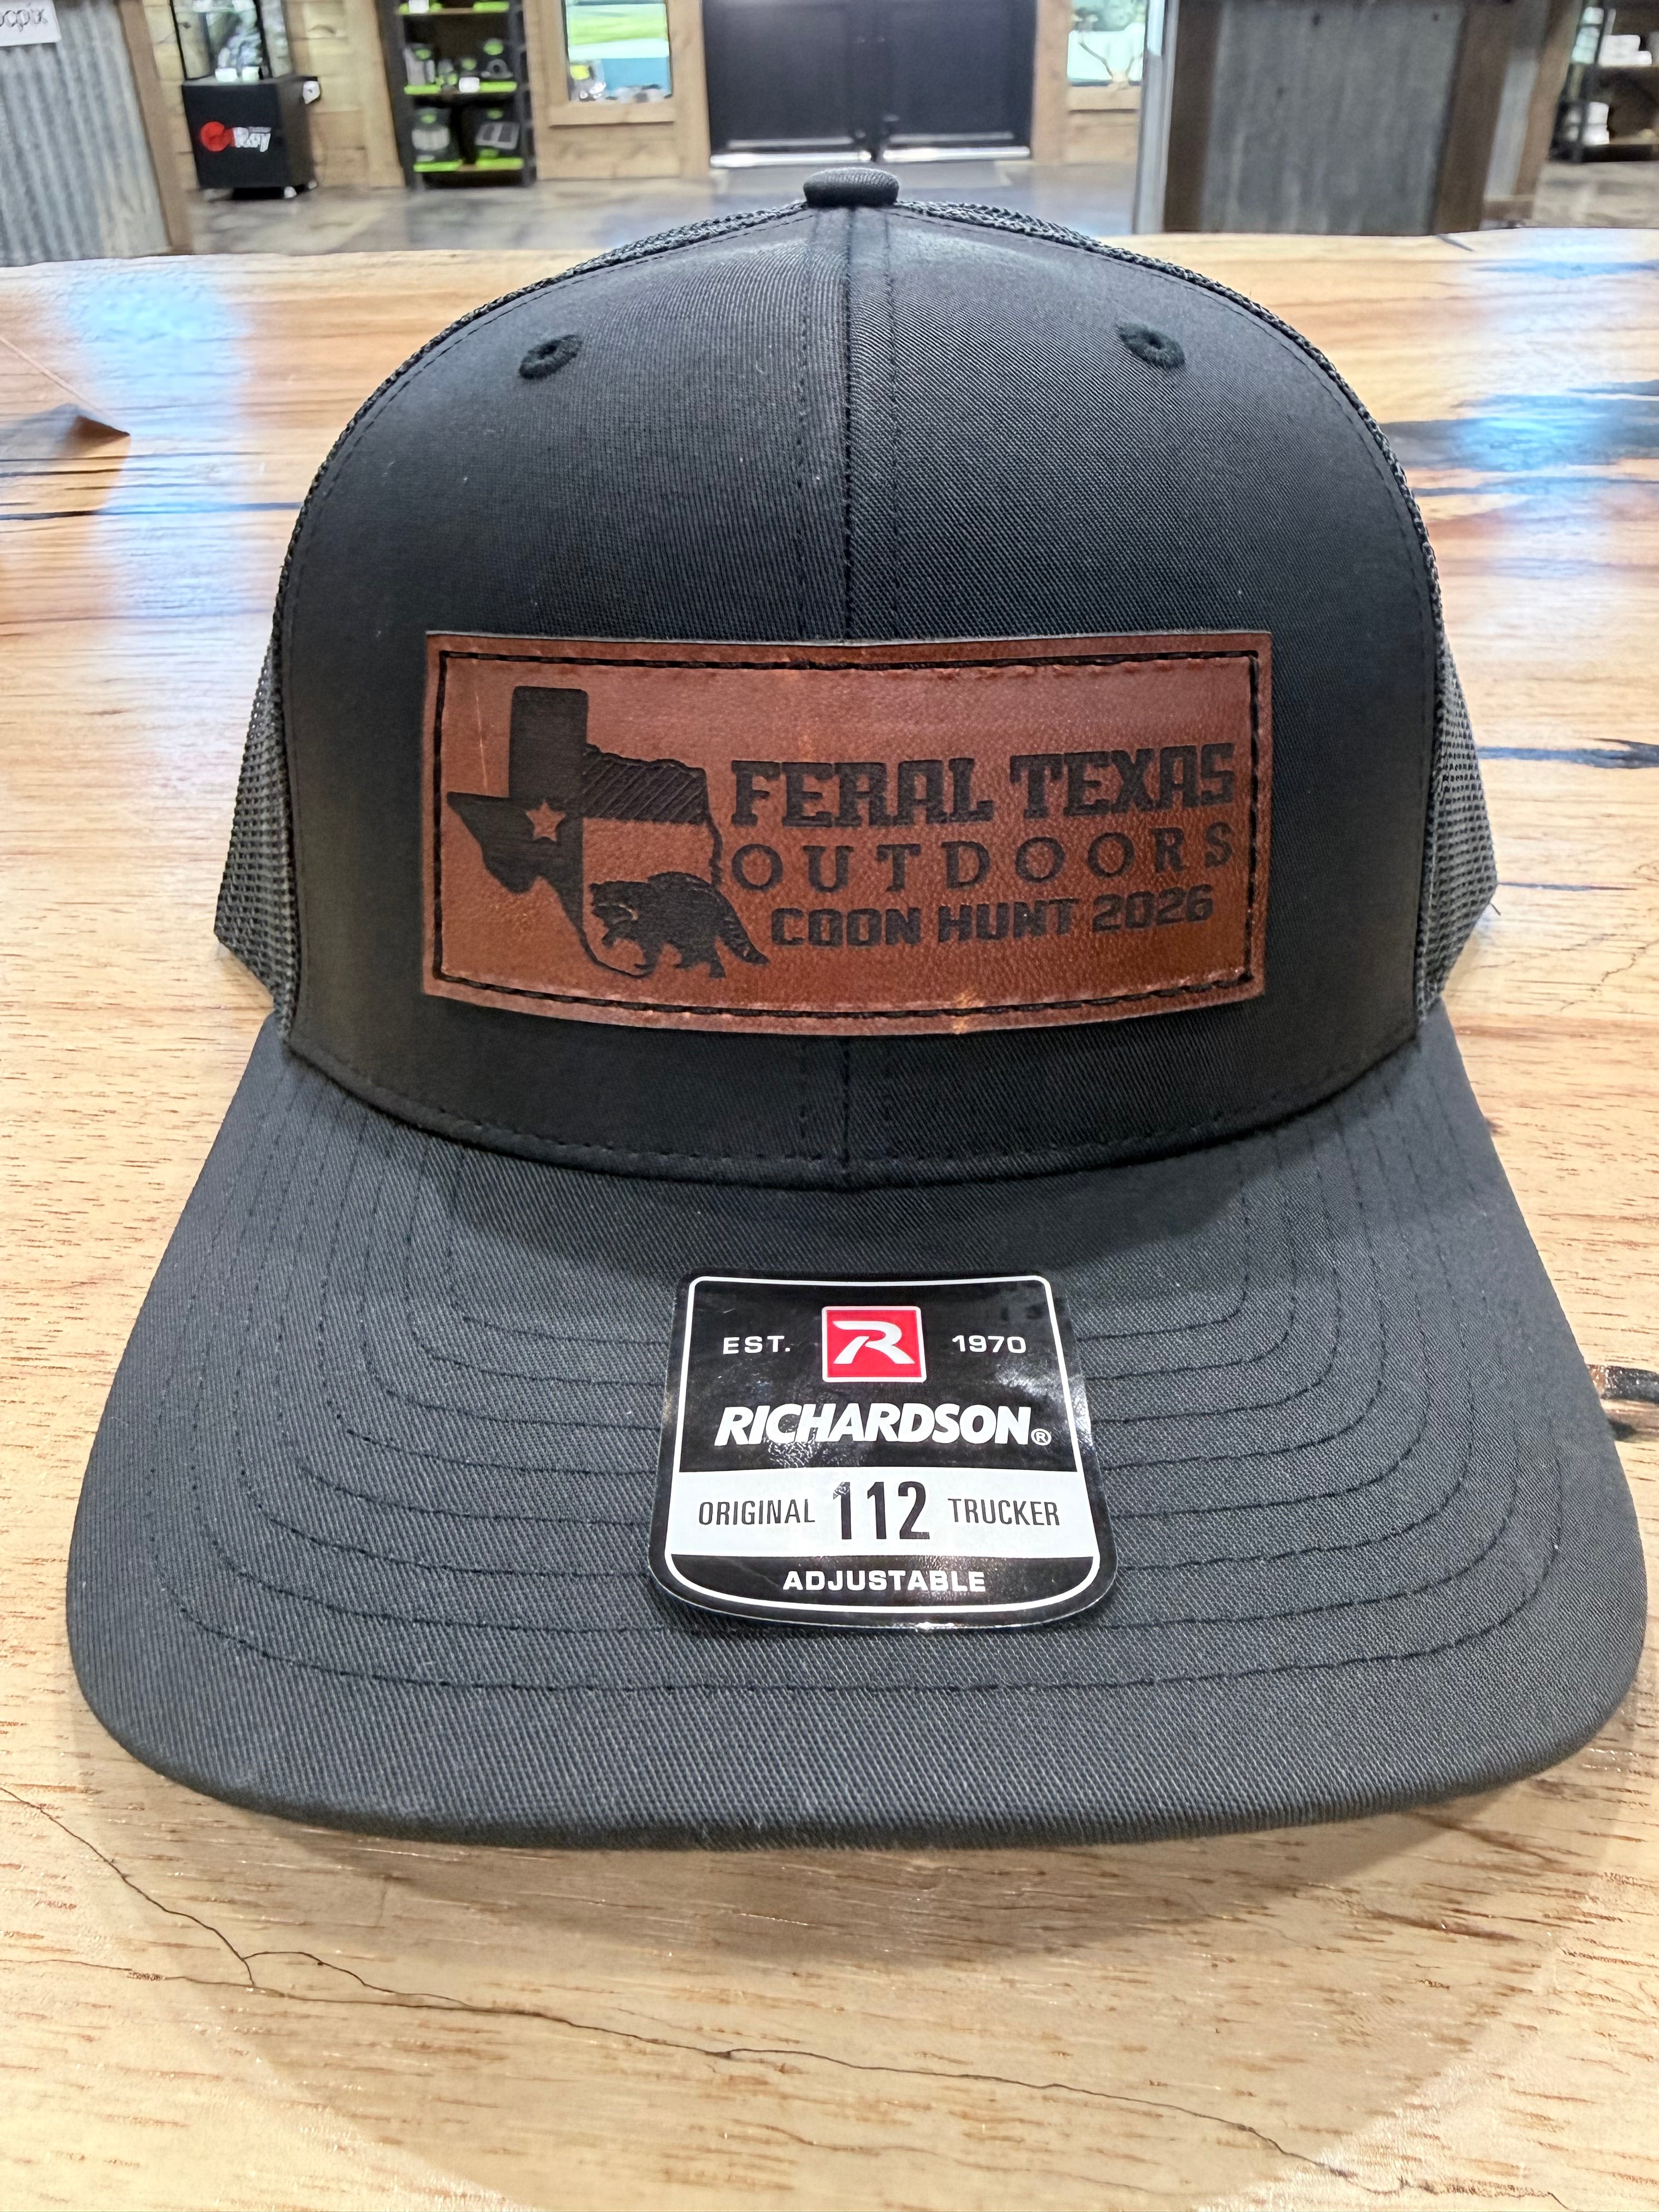 FERAL TEXAS
OUTDOORS
COON HUNT 2026
EST. R 1970
RICHARDSON®
ORIGINAL 112 TRUCKER
ADJUSTABLE